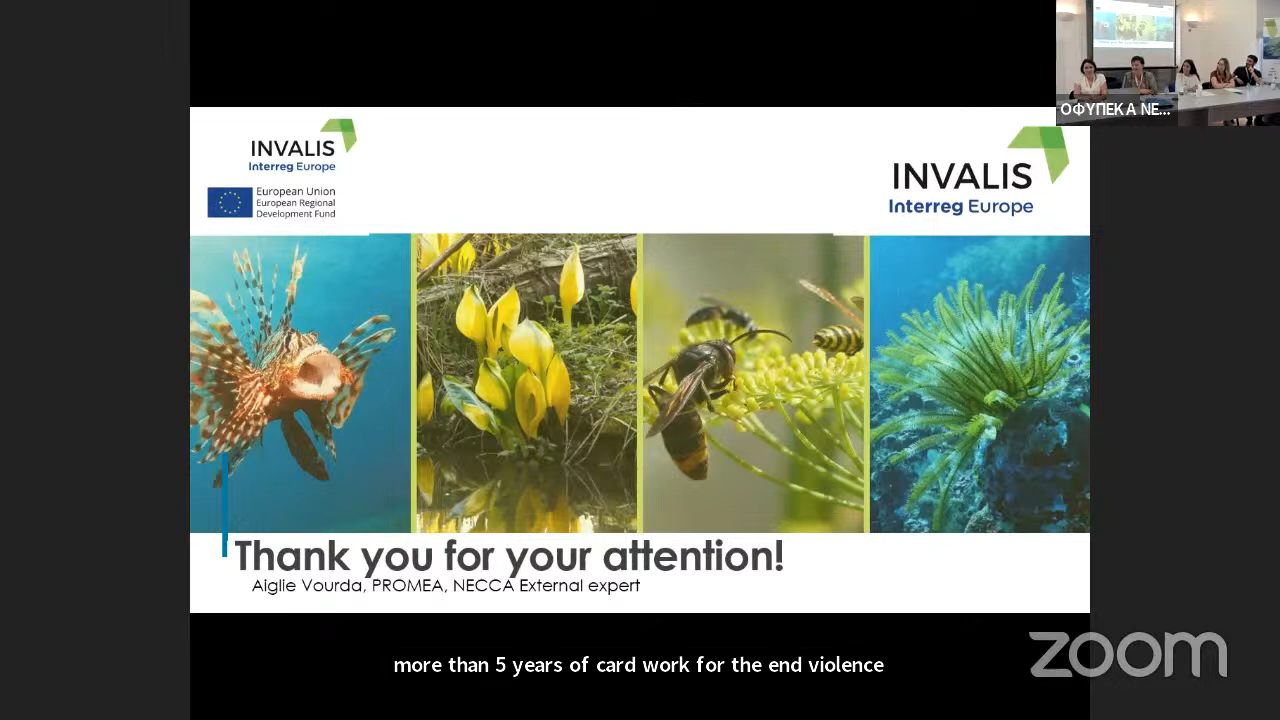 INVALIS
Interreg Europe
European Union
European Regional
Development Fund
INVALIS
Interreg Europe
ΟΦΥΠΕΚΑ ΝΕ...
Thank you for your attention!
Aiglie Vourda, PROMEA, NECCA External expert
more than 5 years of card work for the end violence
zoom